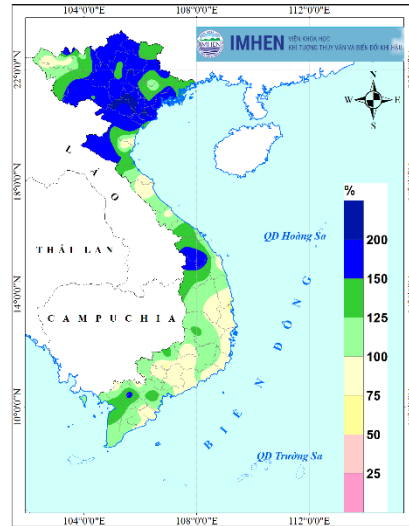 104°0'0"E 108°0'0"E 112°0'0"E
IMHEN VIỆN KHOA HỌC
KHÍ TƯỢNG THỦY VĂN VÀ BIẾN ĐỔI KHÍ HẬU
22°0'0"N
N
W E
S
LÀO
18°0'0"N
%
QĐ Hoàng Sa
200
THÁI LAN
150
14°0'0"N
125
CAMPUCHIA
100
BIỂN ĐÔNG
75
10°0'0"N
50
QĐ Trường Sa
25
104°0'0"E 108°0'0"E 112°0'0"E